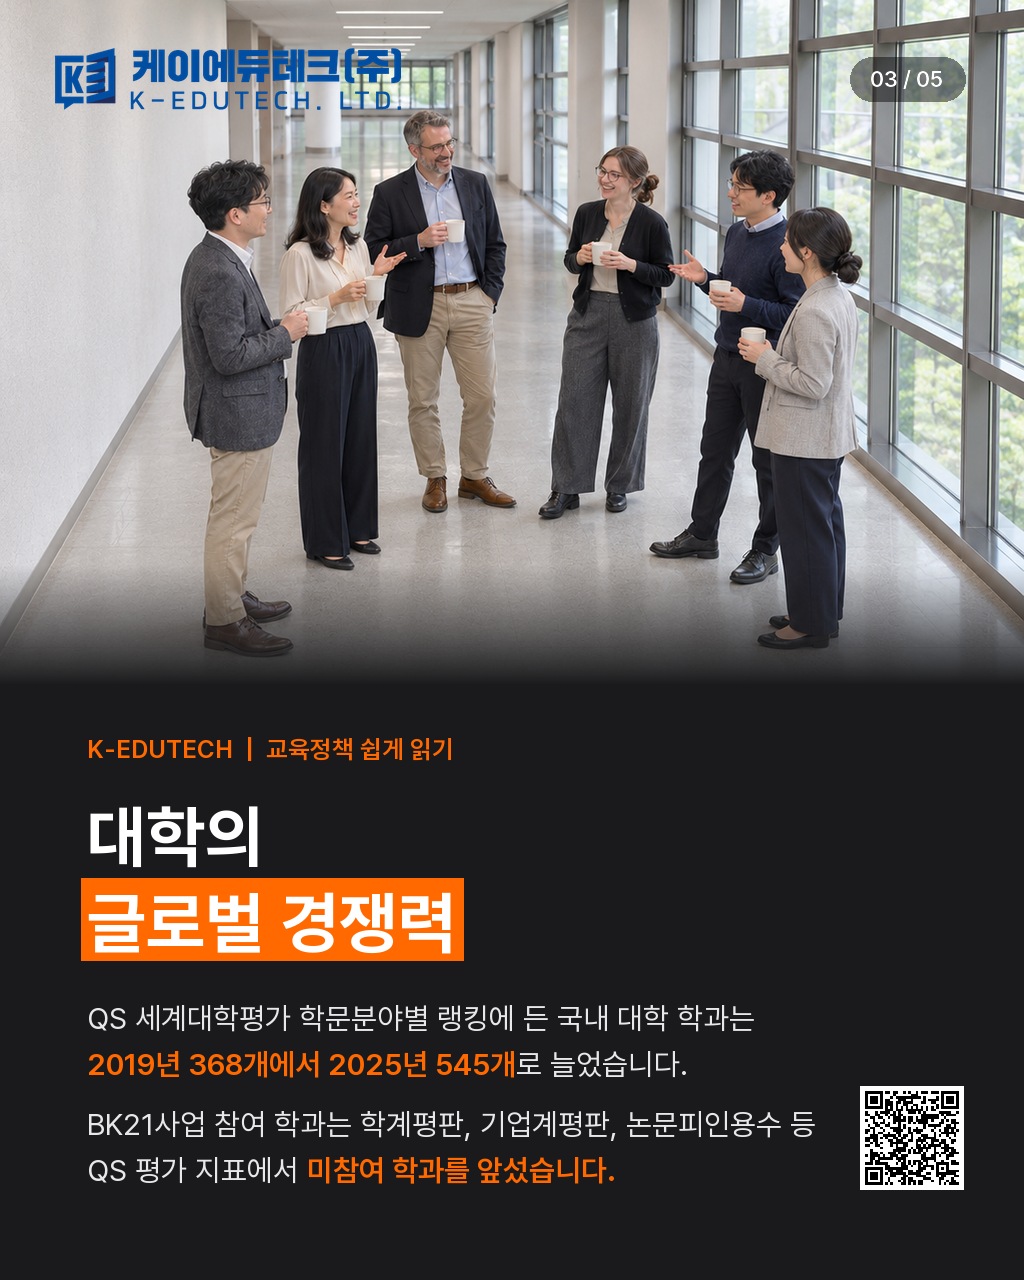 케이에듀테크(주)
K-EDUTECH. LTD.
03 / 05
K-EDUTECH | 교육정책 쉽게 읽기
대학의
글로벌 경쟁력
QS 세계대학평가 학문분야별 랭킹에 든 국내 대학 학과는
2019년 368개에서 2025년 545개로 늘었습니다.
BK21사업 참여 학과는 학계평판, 기업계평판, 논문피인용수 등
QS 평가 지표에서 미참여 학과를 앞섰습니다.